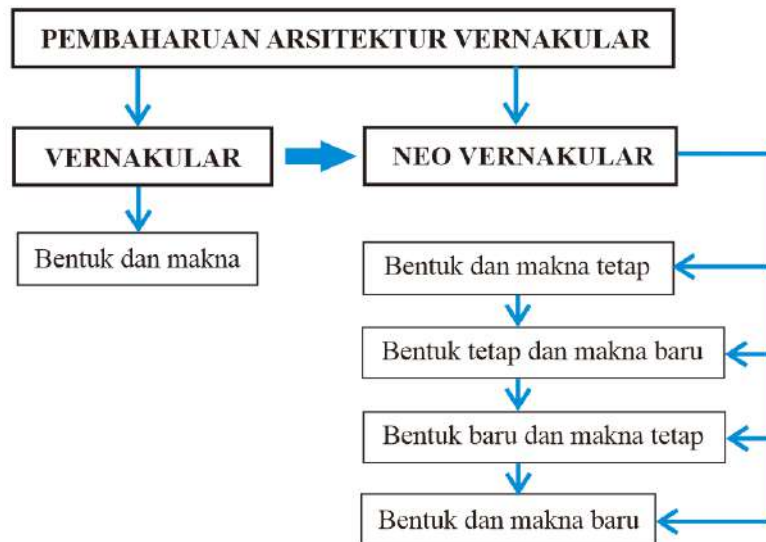 PEMBAHARUAN ARSITEKTUR VERNAKULAR
VERNAKULAR
NEO VERNAKULAR
Bentuk dan makna
Bentuk dan makna tetap
Bentuk tetap dan makna baru
Bentuk baru dan makna tetap
Bentuk dan makna baru